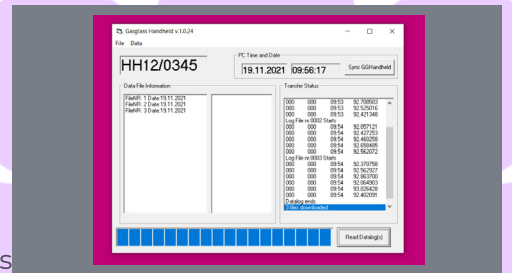 Gasglass Handheld v.1.0.24
File Data
HH12/0345
PC Time and Date
19.11.2021 09:56:17
Sync GGHandheld
Data File Information
FileNR: 1 Date:19.11.2021
FileNR: 2 Date:19.11.2021
FileNR: 3 Date:19.11.2021
Transfer Status
000 000 09:53 92.708503
000 000 09:53 92.525016
000 000 09:53 92.421348
Log File nr:0002 Starts
000 000 09:54 92.057121
000 000 09:54 92.427253
000 000 09:54 92.460258
000 000 09:54 92.658485
000 000 09:54 92.562072
Log File nr:0003 Starts
000 000 09:54 92.370758
000 000 09:54 92.562927
000 000 09:54 92.863700
000 000 09:54 92.064903
000 000 09:54 93.026428
000 000 09:54 92.402091
Datalog ends
3 files downloaded
Read Datalog(s)
S